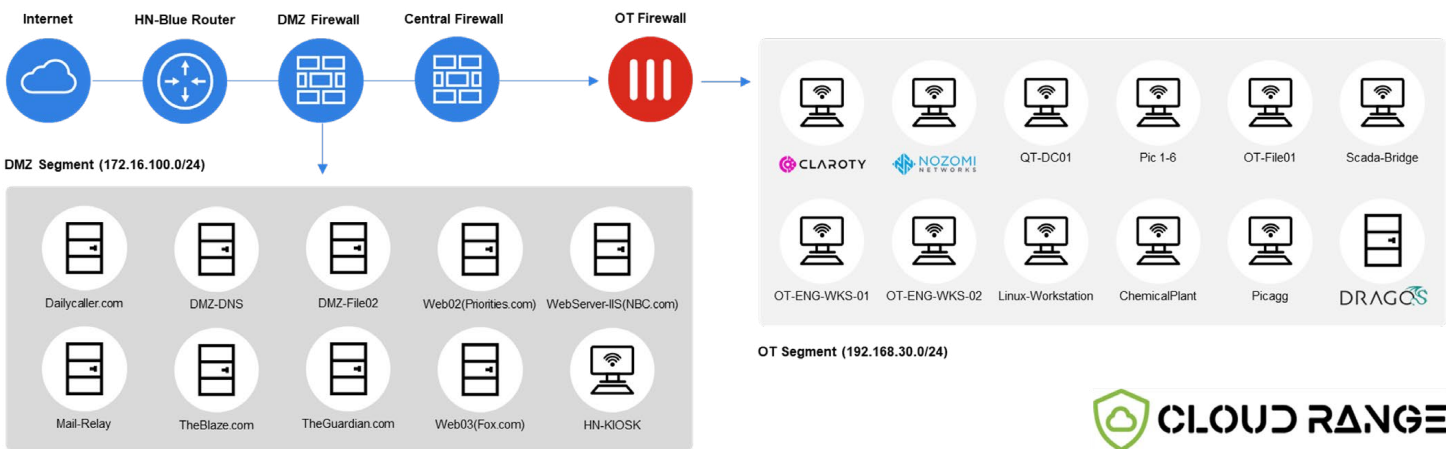 Internet
HN-Blue Router
DMZ Firewall
Central Firewall
OT Firewall
DMZ Segment (172.16.100.0/24)
Dailycaller.com
DMZ-DNS
DMZ-File02
Web02(Priorities.com)
WebServer-IIS(NBC.com)
Mail-Relay
TheBlaze.com
TheGuardian.com
Web03(Fox.com)
HN-KIOSK
CLAROTY
NOZOMI
NETWORKS
QT-DC01
Pic 1-6
OT-File01
Scada-Bridge
OT-ENG-WKS-01
OT-ENG-WKS-02
Linux-Workstation
ChemicalPlant
Picagg
DRAGOS
OT Segment (192.168.30.0/24)
CLOUD RANGE